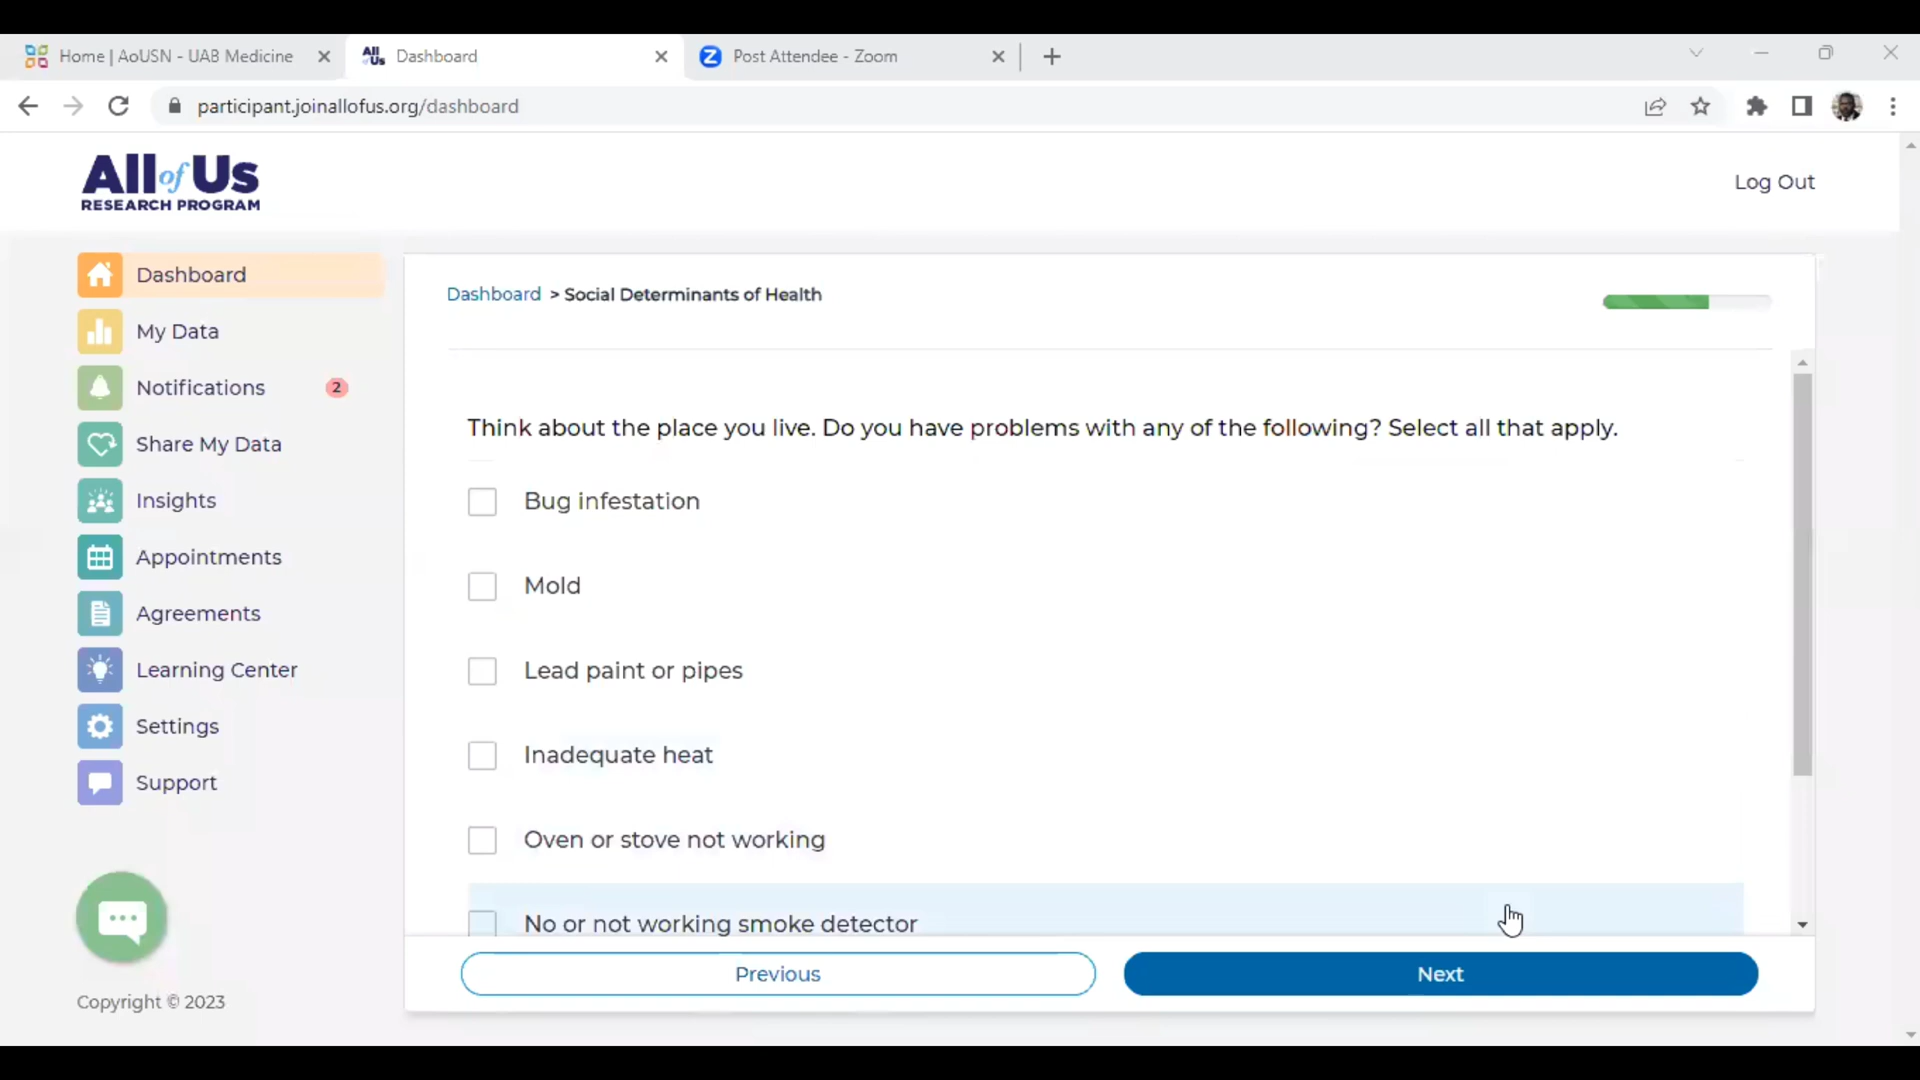 Home | AoUSN - UAB Medicine
All of Us Dashboard
Z Post Attendee - Zoom
participant.joinallofus.org/dashboard
All of Us
RESEARCH PROGRAM
Log Out
Dashboard
My Data
Notifications 2
Share My Data
Insights
Appointments
Agreements
Learning Center
Settings
Support
Copyright © 2023
Dashboard > Social Determinants of Health
Think about the place you live. Do you have problems with any of the following? Select all that apply.
Bug infestation
Mold
Lead paint or pipes
Inadequate heat
Oven or stove not working
No or not working smoke detector
Previous
Next